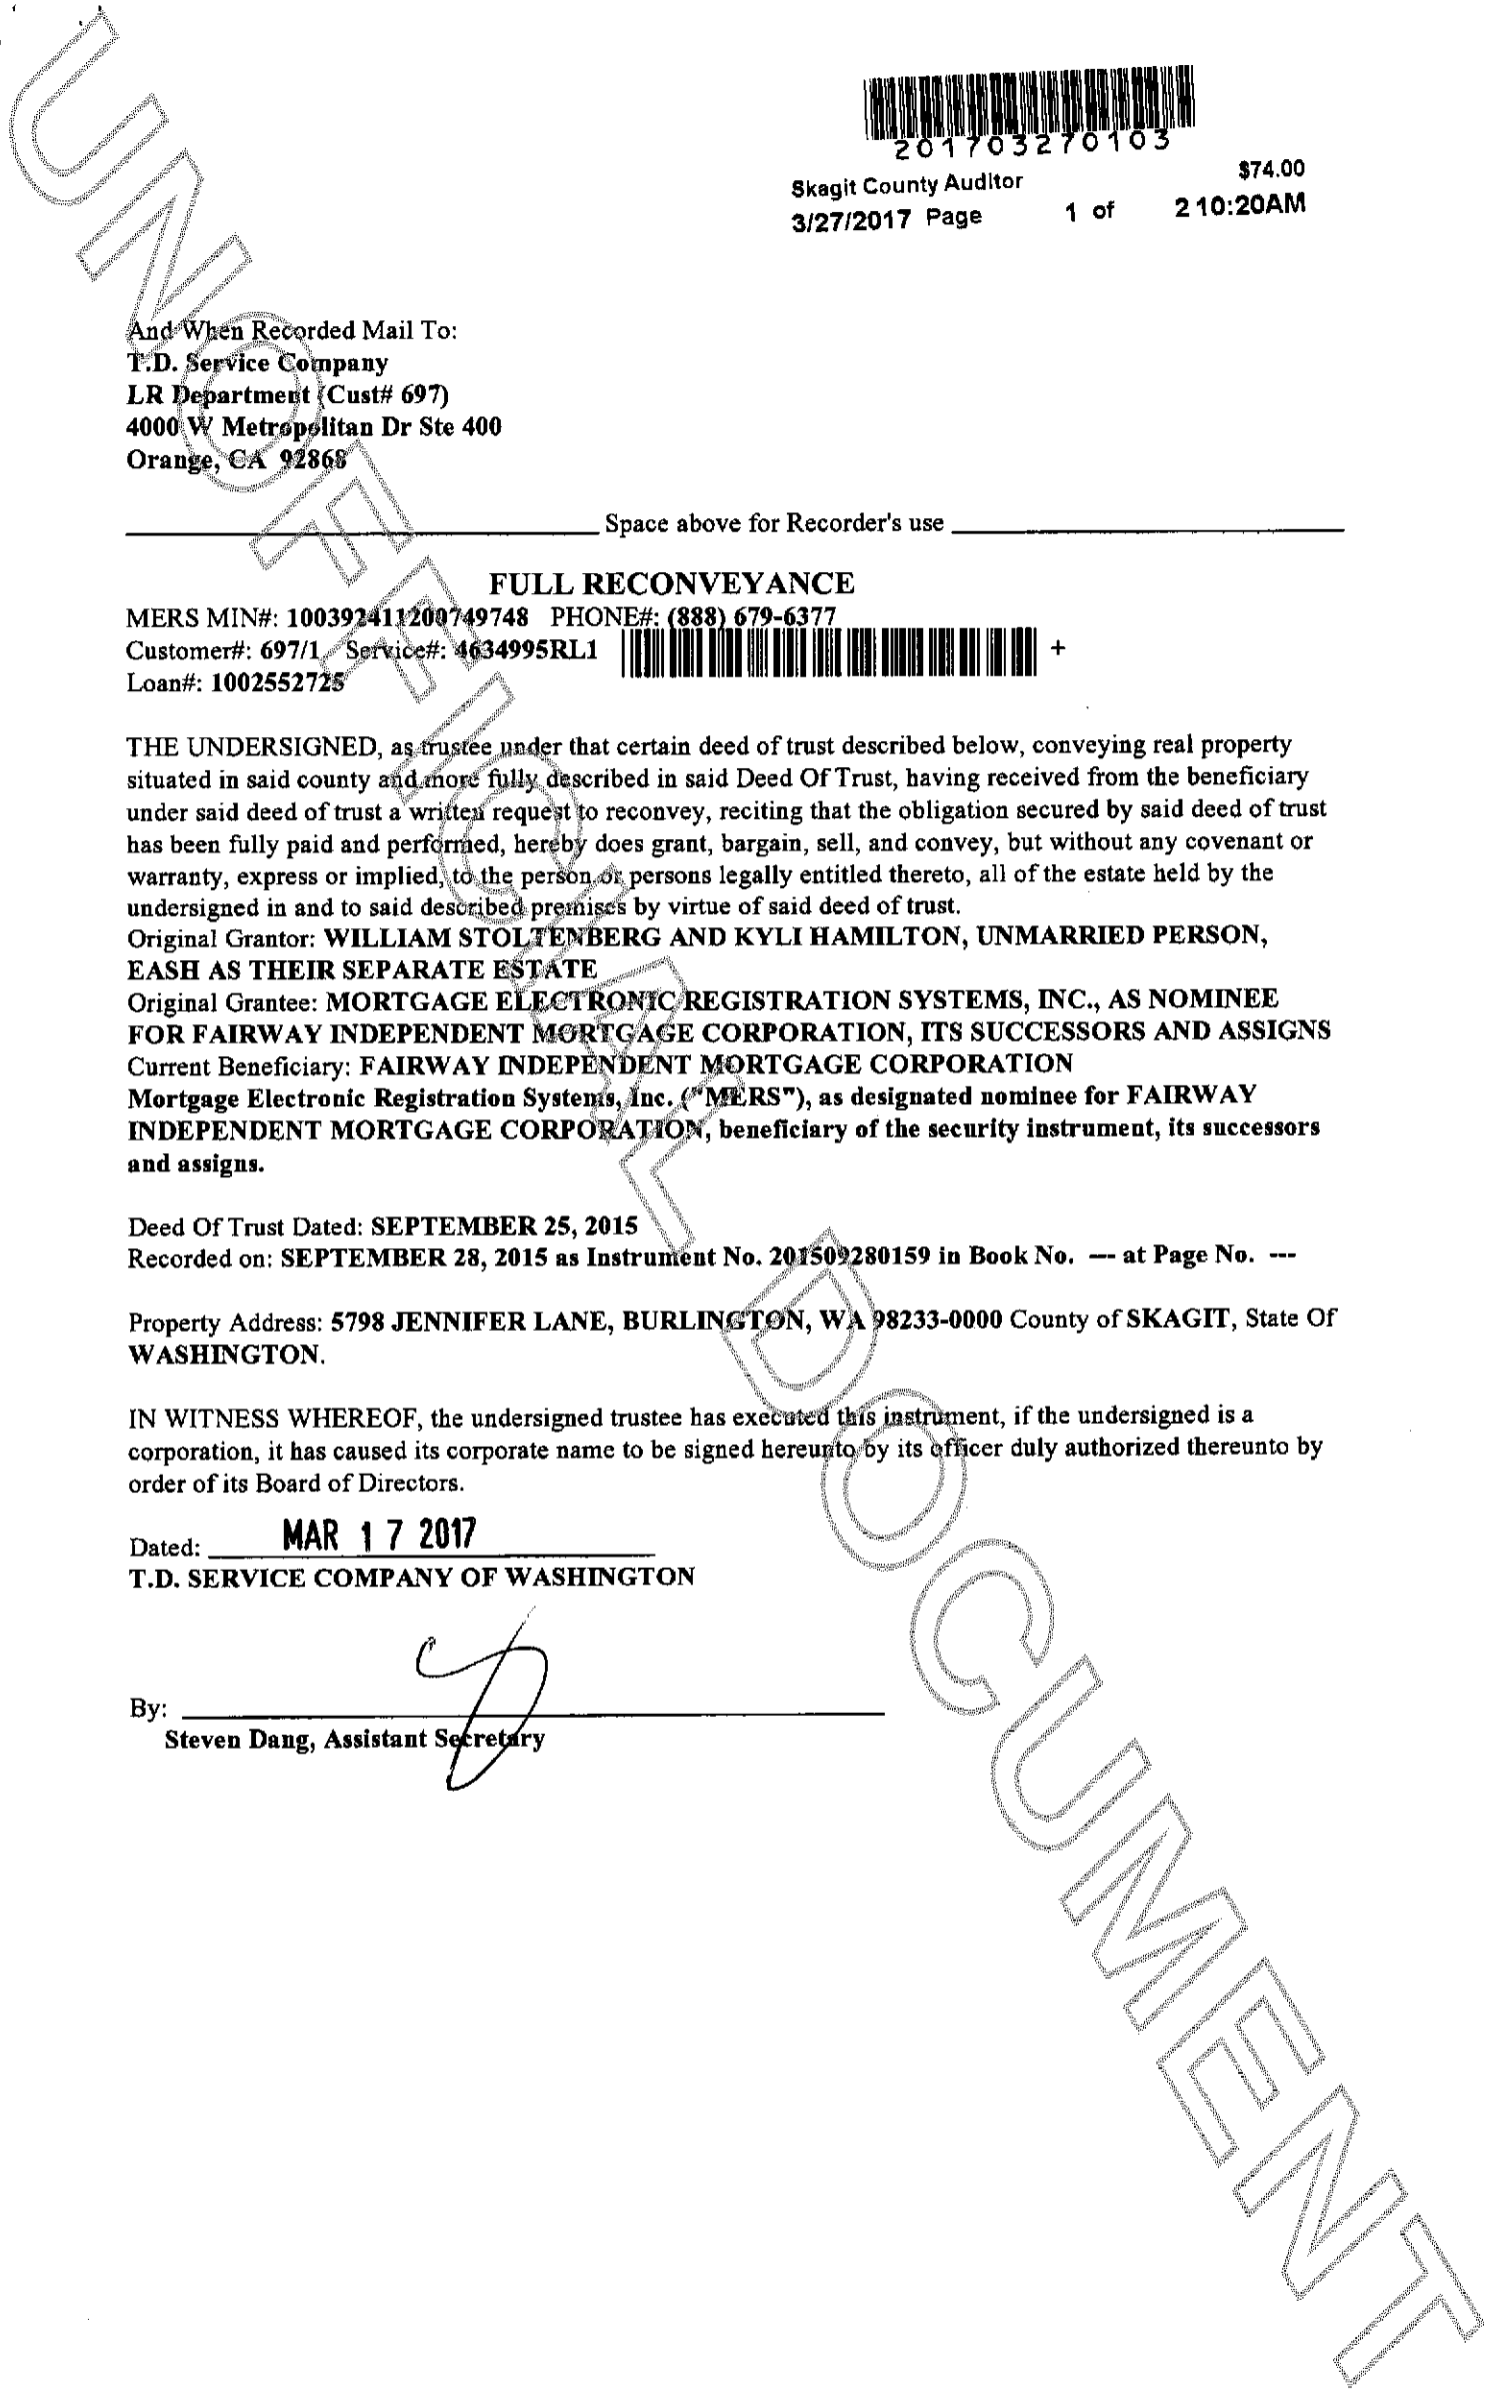 201703270103
Skagit County Auditor $74.00
3/27/2017 Page 1 of 2 10:20AM
And When Recorded Mail To:
T.D. Service Company
LR Department (Cust# 697)
4000 W Metropolitan Dr Ste 400
Orange, CA 92868
Space above for Recorder's use
FULL RECONVEYANCE
MERS MIN#: 100392411200749748 PHONE#: (888) 679-6377
Customer#: 697/1 Service#: 4634995RL1 +
Loan#: 1002552725
THE UNDERSIGNED, as trustee under that certain deed of trust described below, conveying real property
situated in said county and more fully described in said Deed Of Trust, having received from the beneficiary
under said deed of trust a written request to reconvey, reciting that the obligation secured by said deed of trust
has been fully paid and performed, hereby does grant, bargain, sell, and convey, but without any covenant or
warranty, express or implied, to the person or persons legally entitled thereto, all of the estate held by the
undersigned in and to said described premises by virtue of said deed of trust.
Original Grantor: WILLIAM STOLTENBERG AND KYLI HAMILTON, UNMARRIED PERSON,
EASH AS THEIR SEPARATE ESTATE
Original Grantee: MORTGAGE ELECTRONIC REGISTRATION SYSTEMS, INC., AS NOMINEE
FOR FAIRWAY INDEPENDENT MORTGAGE CORPORATION, ITS SUCCESSORS AND ASSIGNS
Current Beneficiary: FAIRWAY INDEPENDENT MORTGAGE CORPORATION
Mortgage Electronic Registration Systems, Inc. ("MERS"), as designated nominee for FAIRWAY
INDEPENDENT MORTGAGE CORPORATION, beneficiary of the security instrument, its successors
and assigns.
Deed Of Trust Dated: SEPTEMBER 25, 2015
Recorded on: SEPTEMBER 28, 2015 as Instrument No. 201509280159 in Book No. --- at Page No. ---
Property Address: 5798 JENNIFER LANE, BURLINGTON, WA 98233-0000 County of SKAGIT, State Of
WASHINGTON.
IN WITNESS WHEREOF, the undersigned trustee has executed this instrument, if the undersigned is a
corporation, it has caused its corporate name to be signed hereunto by its officer duly authorized thereunto by
order of its Board of Directors.
Dated: MAR 17 2017
T.D. SERVICE COMPANY OF WASHINGTON
By:
Steven Dang, Assistant Secretary
UNOFFICIAL DOCUMENT